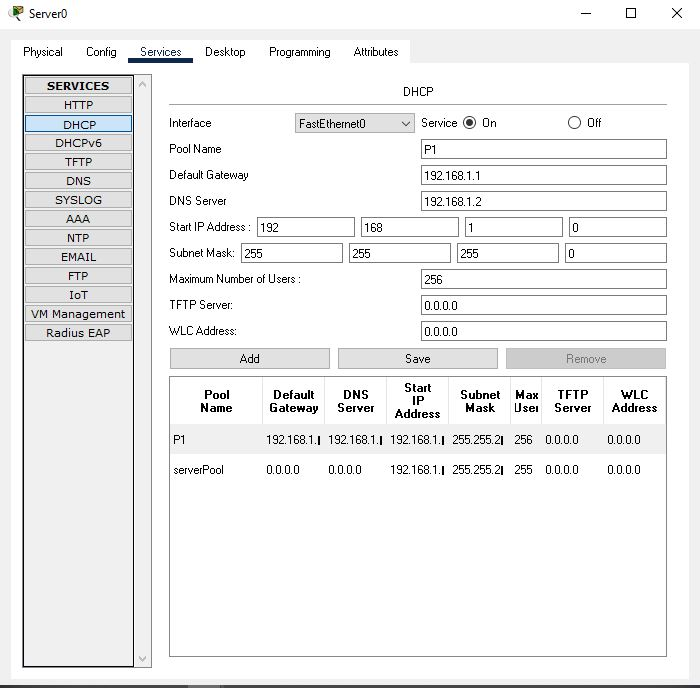 Server0
Physical Config Services Desktop Programming Attributes
SERVICES
HTTP
DHCP
DHCPv6
TFTP
DNS
SYSLOG
AAA
NTP
EMAIL
FTP
IoT
VM Management
Radius EAP
DHCP
Interface FastEthernet0 Service On Off
Pool Name P1
Default Gateway 192.168.1.1
DNS Server 192.168.1.2
Start IP Address : 192 168 1 0
Subnet Mask: 255 255 255 0
Maximum Number of Users : 256
TFTP Server: 0.0.0.0
WLC Address: 0.0.0.0
Add Save Remove
Pool Name Default Gateway DNS Server Start IP Address Subnet Mask Max User TFTP Server WLC Address
P1 192.168.1. 192.168.1. 192.168.1. 255.255.2 256 0.0.0.0 0.0.0.0
serverPool 0.0.0.0 0.0.0.0 192.168.1. 255.255.2 255 0.0.0.0 0.0.0.0